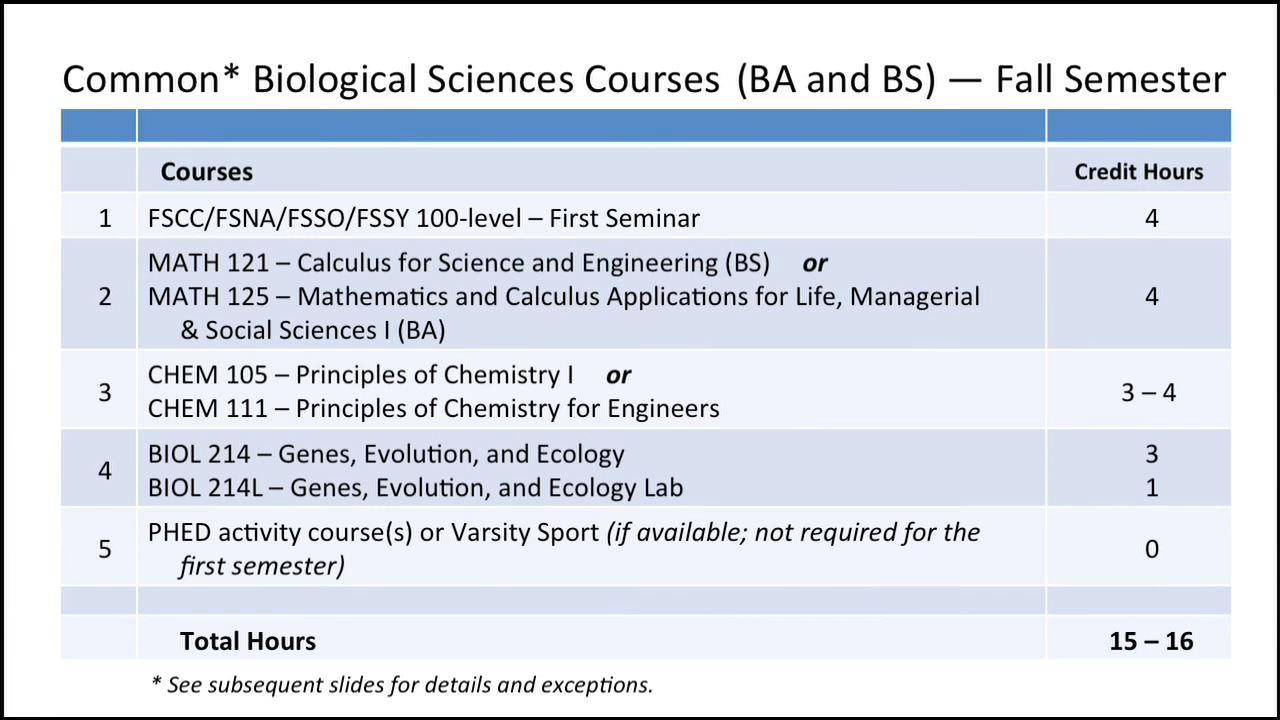 Common* Biological Sciences Courses (BA and BS) — Fall Semester
Courses Credit Hours
1 FSCC/FSNA/FSSO/FSSY 100-level – First Seminar 4
MATH 121 – Calculus for Science and Engineering (BS) or
2 MATH 125 – Mathematics and Calculus Applications for Life, Managerial 4
& Social Sciences I (BA)
3 CHEM 105 – Principles of Chemistry I or 3 – 4
CHEM 111 – Principles of Chemistry for Engineers
4 BIOL 214 – Genes, Evolution, and Ecology 3
BIOL 214L – Genes, Evolution, and Ecology Lab 1
5 PHED activity course(s) or Varsity Sport (if available; not required for the 0
first semester)
Total Hours 15 – 16
* See subsequent slides for details and exceptions.